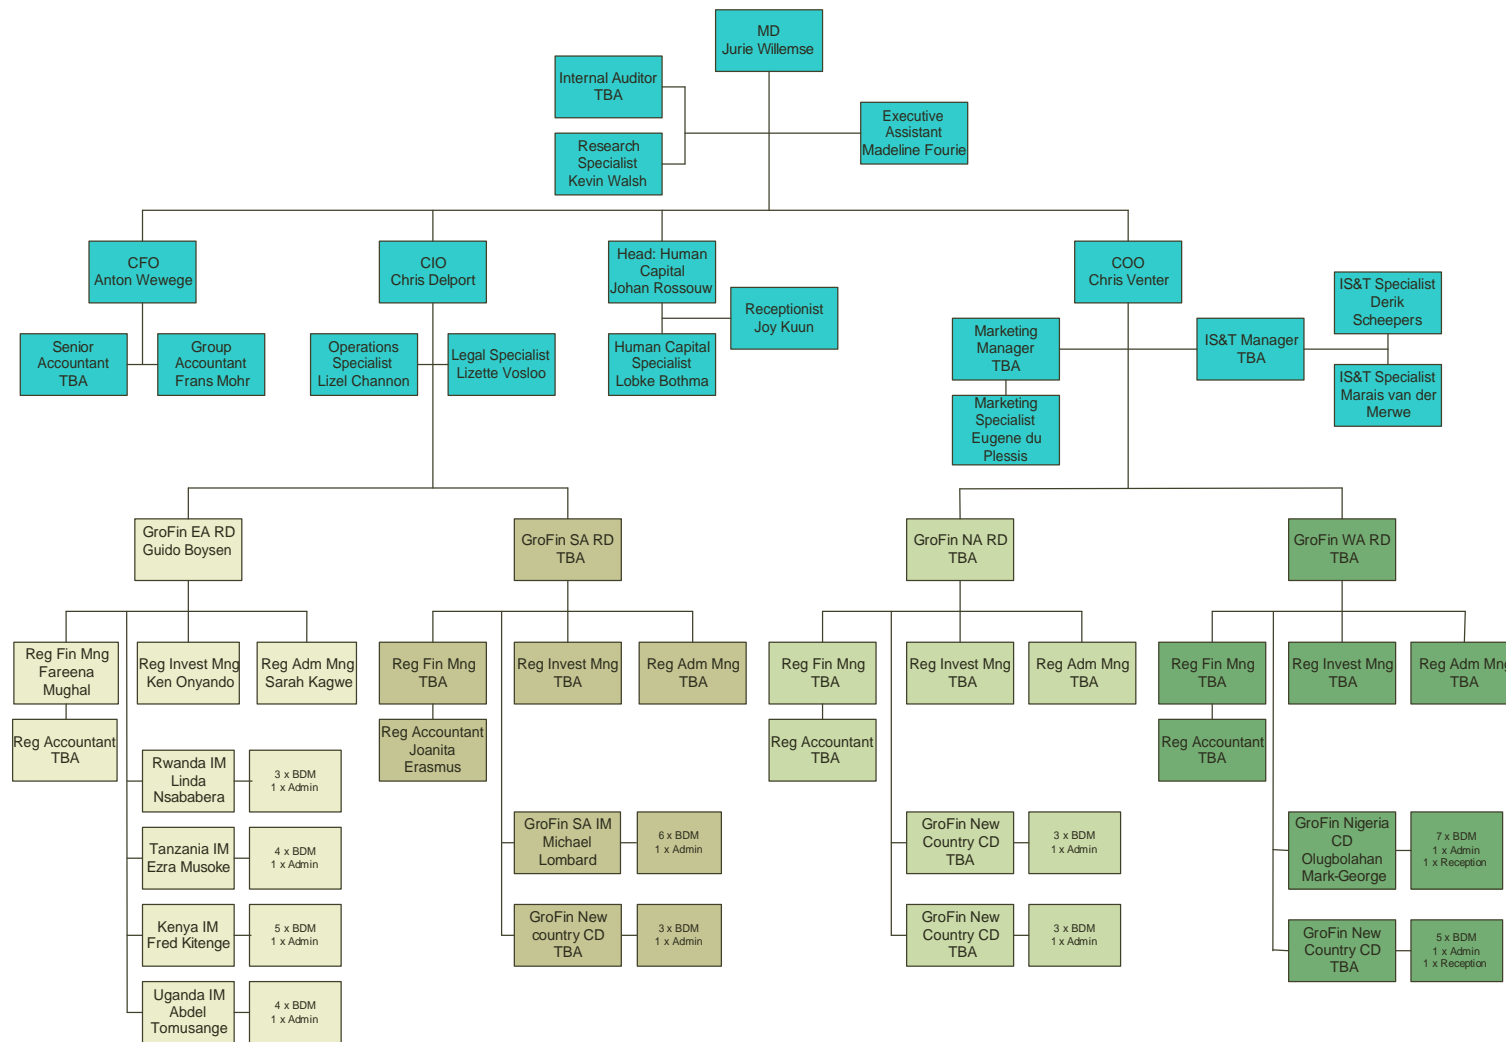 MD
Jurie Willemse
Internal Auditor
TBA
Executive
Assistant
Madeline Fourie
Research
Specialist
Kevin Walsh
CFO
Anton Wewege
CIO
Chris Delport
Head: Human
Capital
Johan Rossouw
COO
Chris Venter
IS&T Specialist
Derik
Scheepers
Receptionist
Joy Kuun
Senior
Accountant
TBA
Group
Accountant
Frans Mohr
Operations
Specialist
Lizel Channon
Legal Specialist
Lizette Vosloo
Human Capital
Specialist
Lobke Bothma
Marketing
Manager
TBA
IS&T Manager
TBA
IS&T Specialist
Marais van der
Merwe
Marketing
Specialist
Eugene du
Plessis
GroFin EA RD
Guido Boysen
GroFin SA RD
TBA
GroFin NA RD
TBA
GroFin WA RD
TBA
Reg Fin Mng
Fareena
Mughal
Reg Invest Mng
Ken Onyando
Reg Adm Mng
Sarah Kagwe
Reg Fin Mng
TBA
Reg Invest Mng
TBA
Reg Adm Mng
TBA
Reg Fin Mng
TBA
Reg Invest Mng
TBA
Reg Adm Mng
TBA
Reg Fin Mng
TBA
Reg Invest Mng
TBA
Reg Adm Mng
TBA
Reg Accountant
TBA
Reg Accountant
Joanita
Erasmus
Reg Accountant
TBA
Reg Accountant
TBA
Rwanda IM
Linda
Nsababera
3 x BDM
1 x Admin
Tanzania IM
Ezra Musoke
4 x BDM
1 x Admin
GroFin SA IM
Michael
Lombard
6 x BDM
1 x Admin
GroFin New
Country CD
TBA
3 x BDM
1 x Admin
GroFin Nigeria
CD
Olugbolahan
Mark-George
7 x BDM
1 x Admin
1 x Reception
Kenya IM
Fred Kitenge
5 x BDM
1 x Admin
GroFin New
country CD
TBA
3 x BDM
1 x Admin
GroFin New
Country CD
TBA
3 x BDM
1 x Admin
GroFin New
Country CD
TBA
5 x BDM
1 x Admin
1 x Reception
Uganda IM
Abdel
Tomusange
4 x BDM
1 x Admin